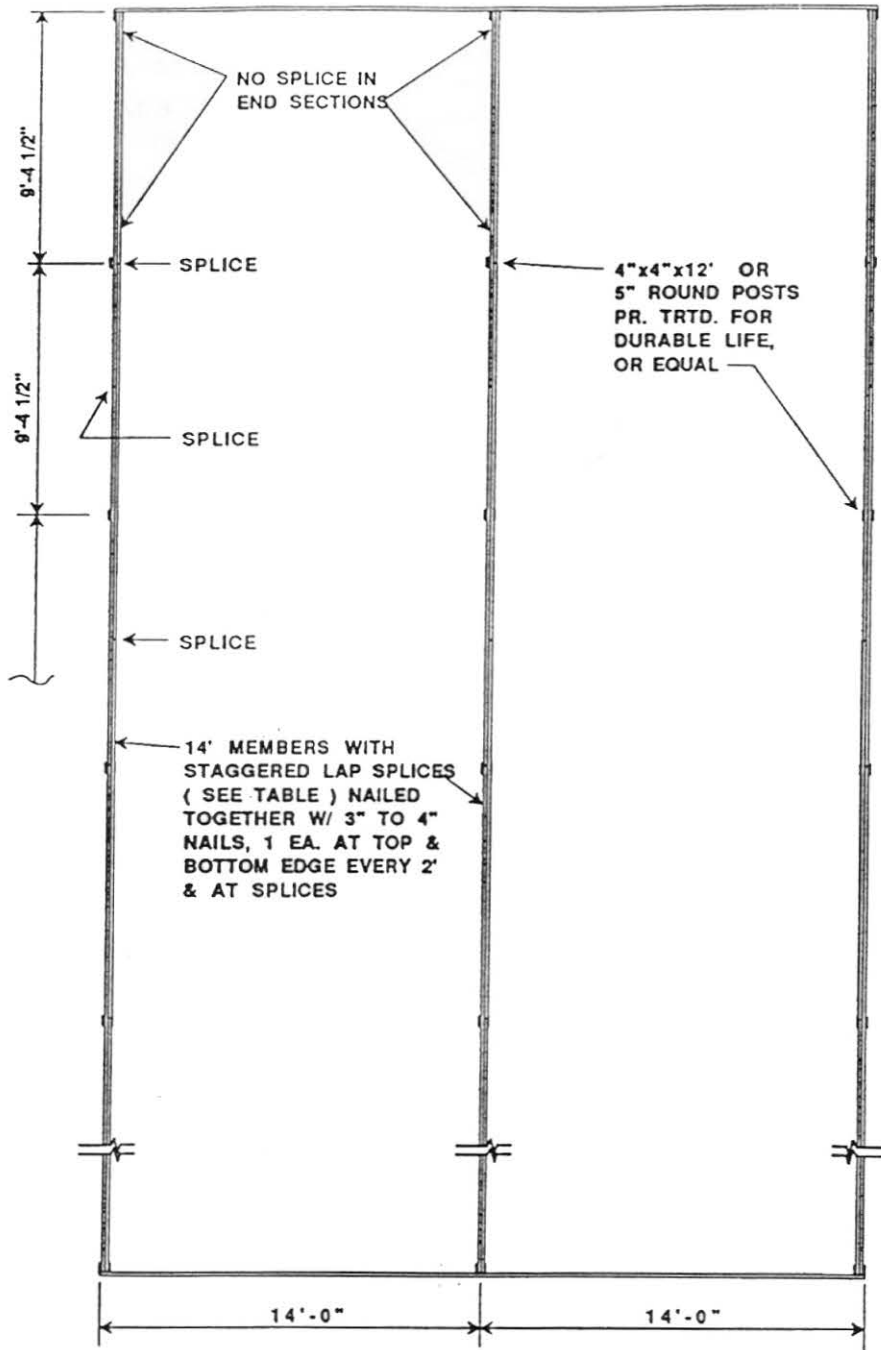 NO SPLICE IN
END SECTIONS
9'-4 1/2"
SPLICE
4"x4"x12' OR
5" ROUND POSTS
PR. TRTD. FOR
DURABLE LIFE,
OR EQUAL
9'-4 1/2"
SPLICE
SPLICE
14' MEMBERS WITH
STAGGERED LAP SPLICES
( SEE TABLE ) NAILED
TOGETHER W/ 3" TO 4"
NAILS, 1 EA. AT TOP &
BOTTOM EDGE EVERY 2'
& AT SPLICES
14'-0"
14'-0"